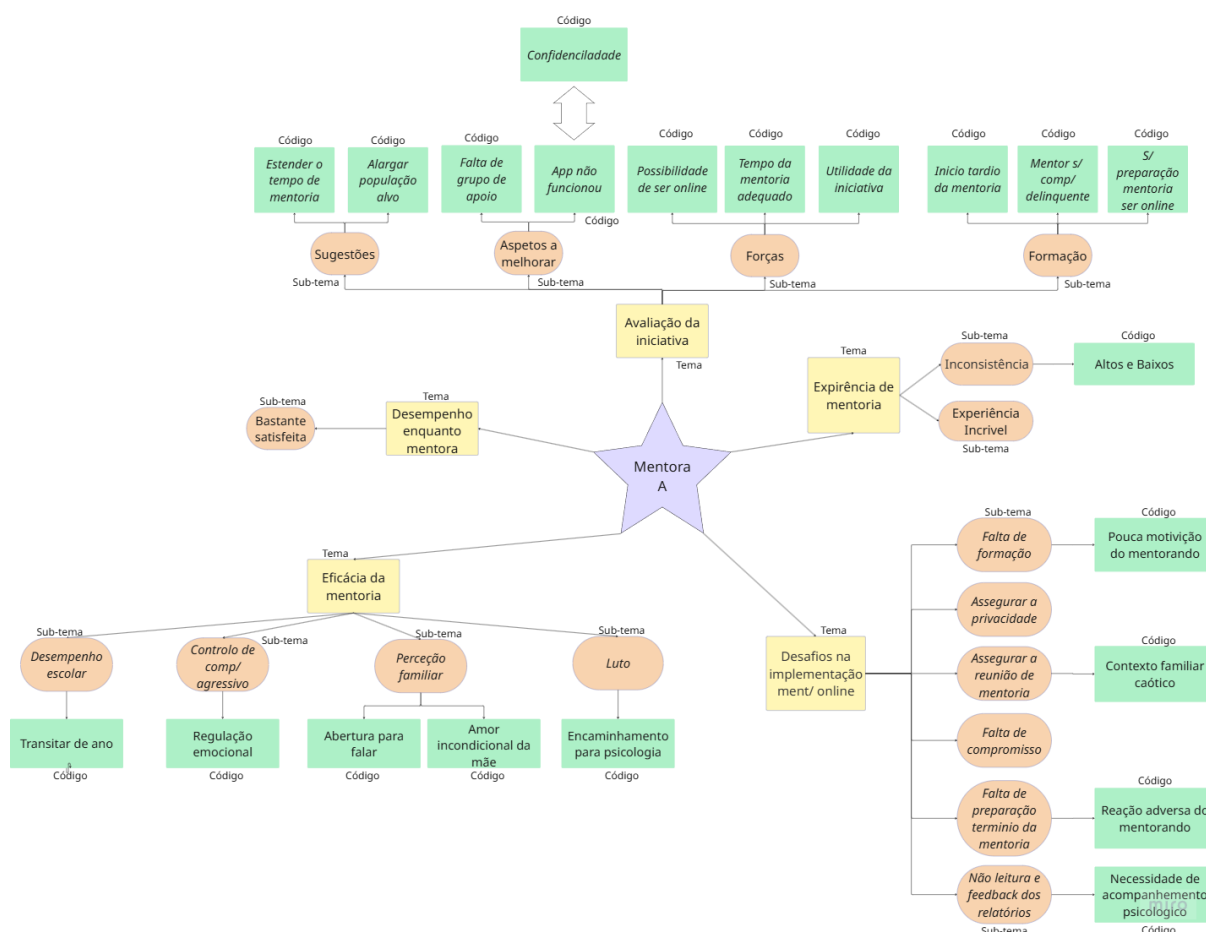 Código
Confidenciladade
Código
Estender o
tempo de
mentoria
Código
Alargar
população
alvo
Código
Falta de
grupo de
apoio
Código
App não
funcionou
Código
Possibilidade
de ser online
Código
Tempo da
mentoria
adequado
Código
Utilidade da
iniciativa
Código
Inicio tardio
da mentoria
Código
Mentor s/
comp/
delinquente
Código
S/
preparação
mentoria
ser online
Código
Sugestões
Sub-tema
Aspetos a
melhorar
Sub-tema
Forças
Sub-tema
Formação
Sub-tema
Avaliação da
iniciativa
Tema
Tema
Expirência de
mentoria
Sub-tema
Inconsistência
Código
Altos e Baixos
Experiência
Incrivel
Sub-tema
Tema
Desempenho
enquanto
mentora
Sub-tema
Bastante
satisfeita
Mentora
A
Tema
Eficácia da
mentoria
Sub-tema
Desempenho
escolar
Sub-tema
Controlo de
comp/
agressivo
Sub-tema
Perceção
familiar
Sub-tema
Luto
Transitar de ano
Código
Regulação
emocional
Código
Abertura para
falar
Código
Amor
incondicional da
mãe
Código
Encaminhamento
para psicologia
Código
Tema
Desafios na
implementação
ment/ online
Sub-tema
Falta de
formação
Código
Pouca motivição
do mentorando
Assegurar a
privacidade
Assegurar a
reunião de
mentoria
Código
Contexto familiar
caótico
Falta de
compromisso
Falta de
preparação
terminio da
mentoria
Código
Reação adversa do
mentorando
Não leitura e
feedback dos
relatórios
Sub-tema
Necessidade de
acompanhemento
psicologico
Código
miro